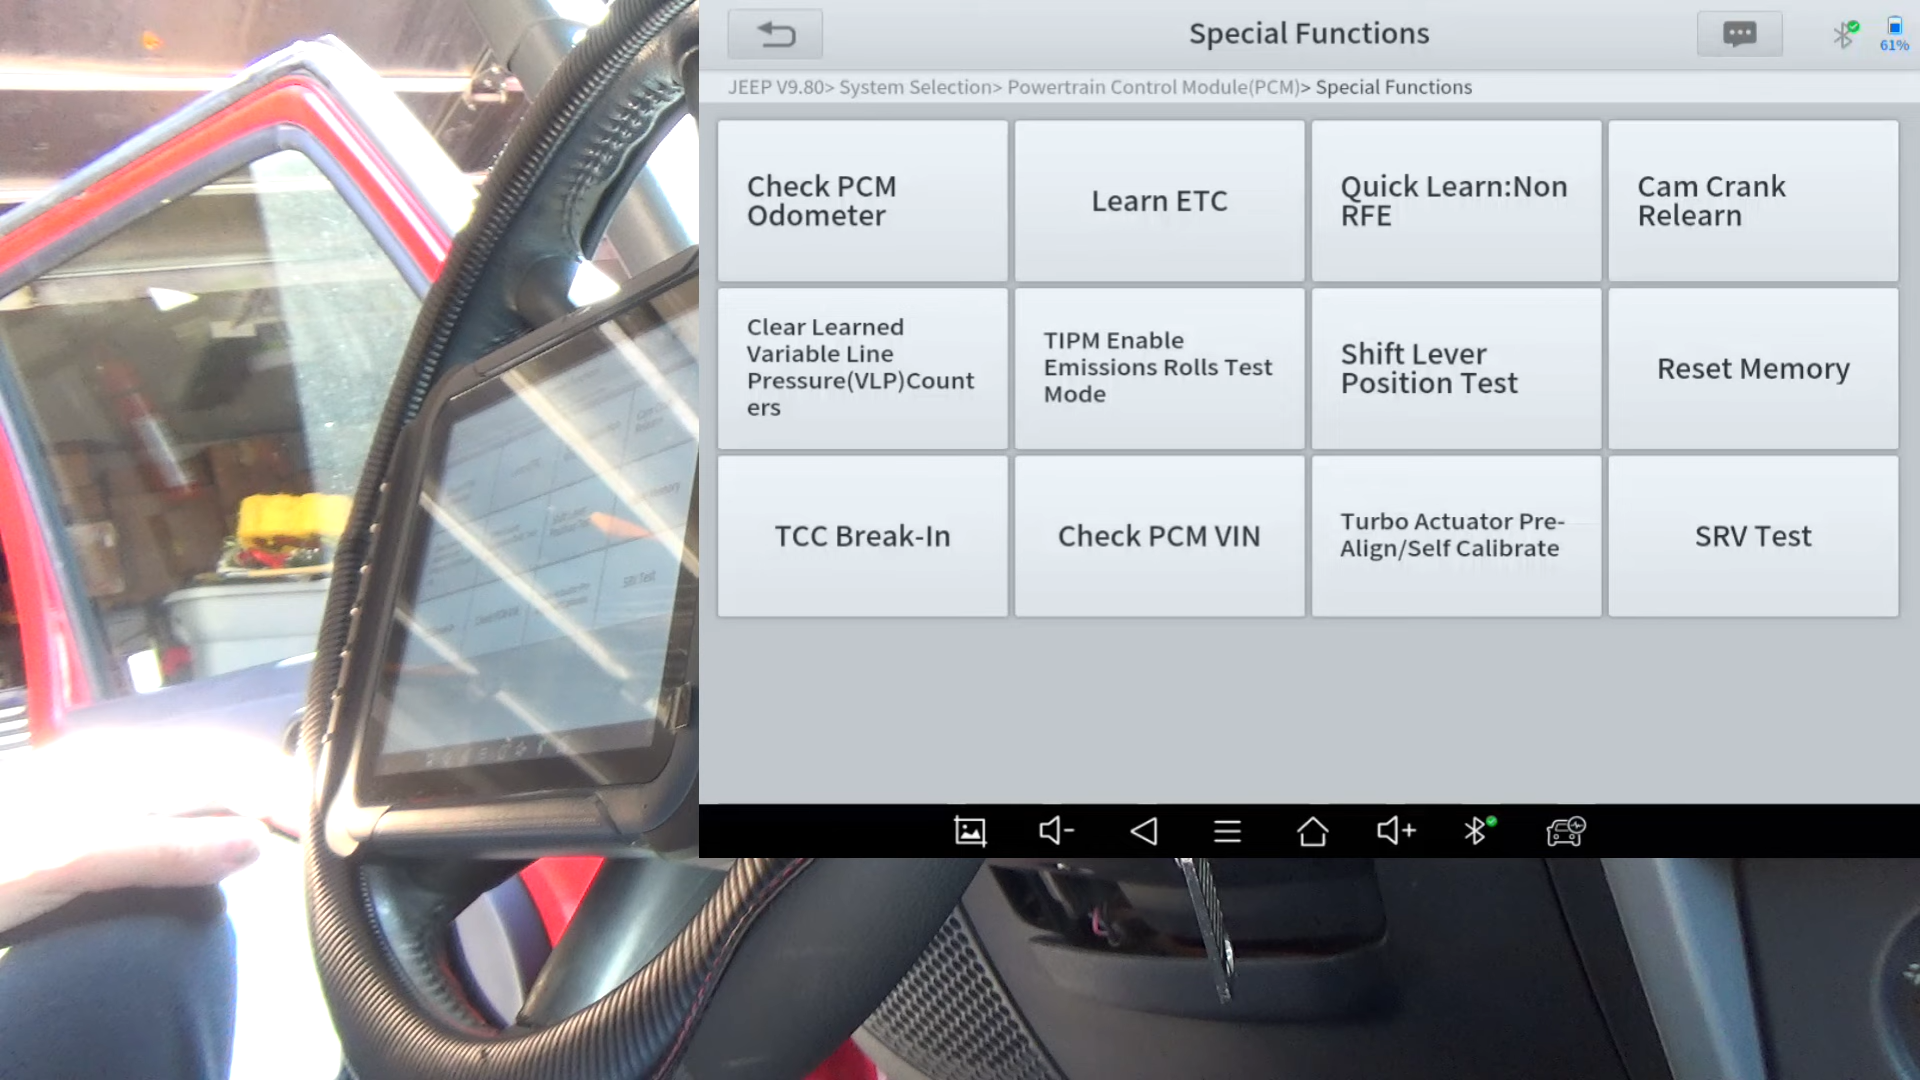 Special Functions
61%
JEEP V9.80> System Selection> Powertrain Control Module(PCM)> Special Functions
Check PCM
Odometer
Learn ETC
Quick Learn:Non
RFE
Cam Crank
Relearn
Clear Learned
Variable Line
Pressure(VLP)Count
ers
TIPM Enable
Emissions Rolls Test
Mode
Shift Lever
Position Test
Reset Memory
TCC Break-In
Check PCM VIN
Turbo Actuator Pre-
Align/Self Calibrate
SRV Test
SRV Test